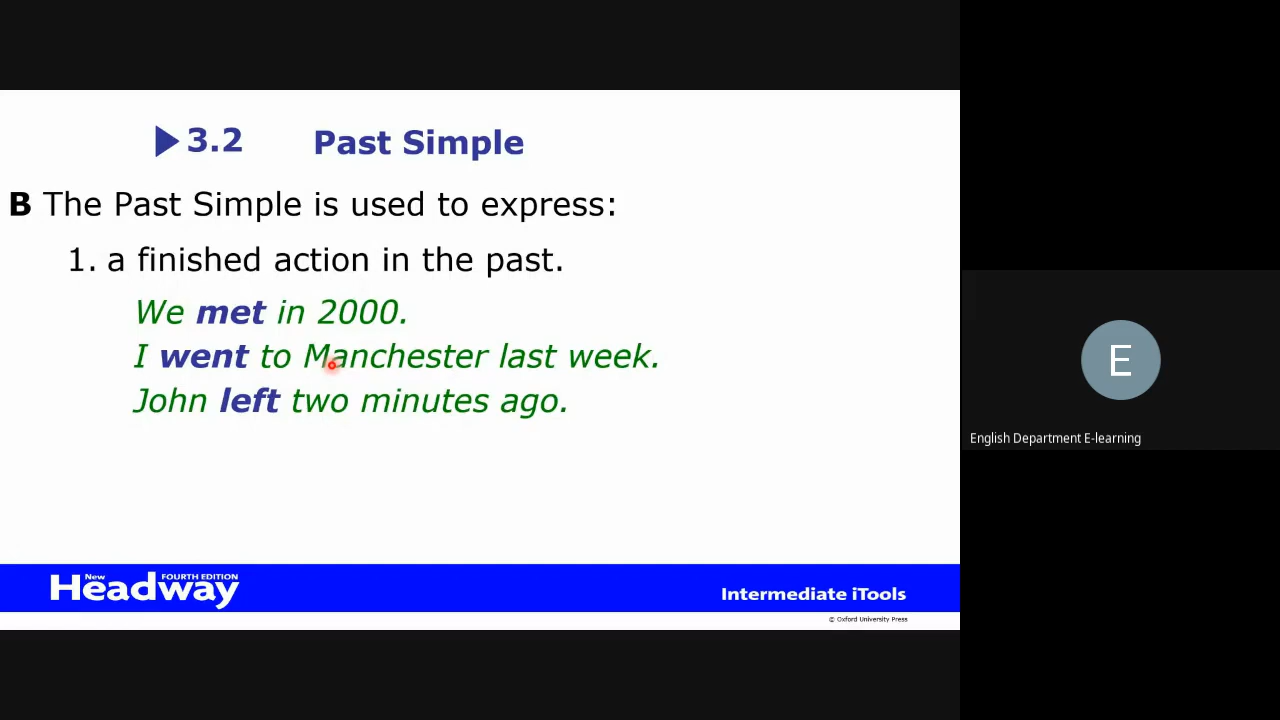 3.2 Past Simple
B The Past Simple is used to express:
1. a finished action in the past.
We met in 2000.
I went to Manchester last week.
John left two minutes ago.
E
English Department E-learning
New Headway FOURTH EDITION
Intermediate iTools
© Oxford University Press